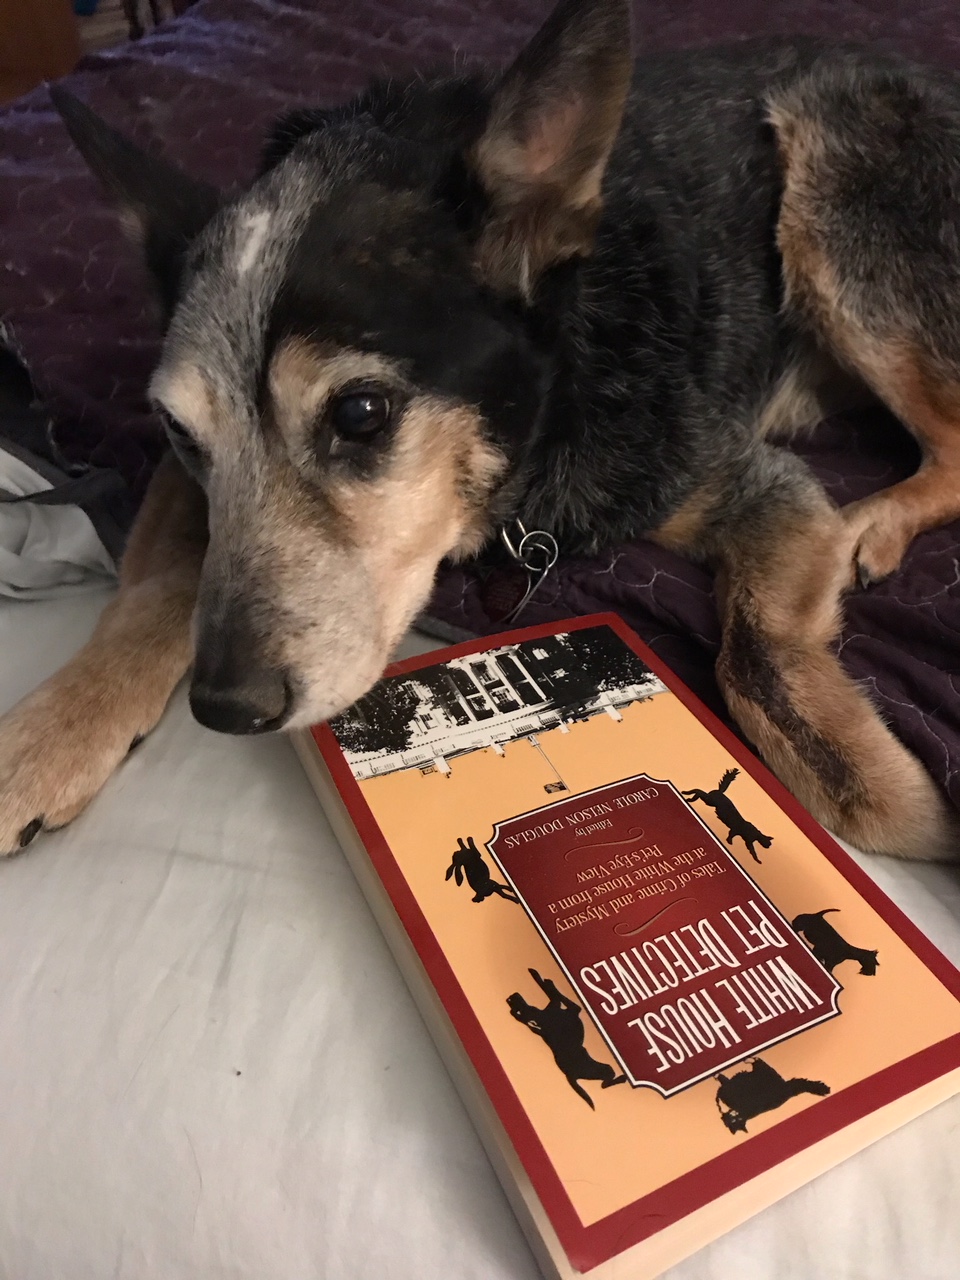 WHITE HOUSE
PET DETECTIVES
Tales of Crime and Mystery
at the White House from a
Pet's-Eye View
Edited by
CAROLE NELSON DOUGLAS